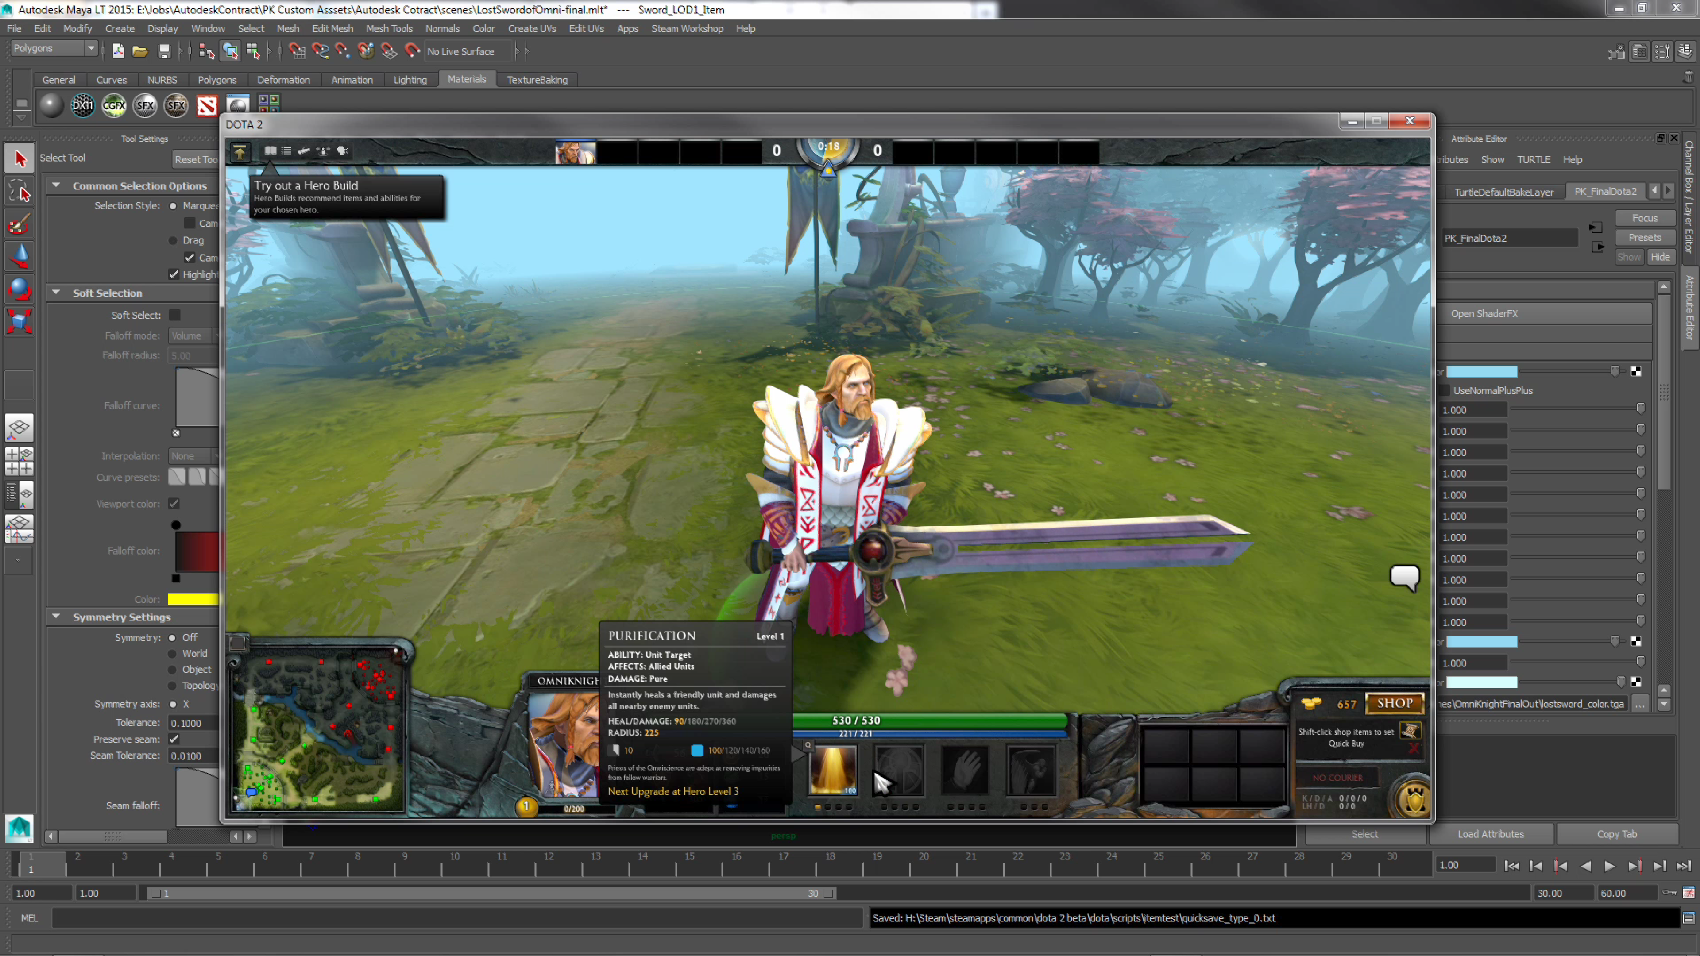 Autodesk Maya LT 2015: E:\Jobs\AutodeskContract\PK Custom Asssets\Autodesk Cotract\scenes\LostSwordofOmni-final.mlt* --- Sword_LOD1_Item
File Edit Modify Create Display Window Select Mesh Edit Mesh Mesh Tools Normals Color Create UVs Edit UVs Apps Steam Workshop Help
Polygons
No Live Surface
General Curves NURBS Polygons Deformation Animation Lighting Materials TextureBaking
DX11 CGFX SFX SFX
DOTA 2
Tool Settings
Select Tool
Reset Too
Common Selection Options
Selection Style: Marque
Cam
Drag
Cam
Highligh
Soft Selection
Soft Select:
Falloff mode: Volume
Falloff radius: 5.00
Falloff curve:
Interpolation: None
Curve presets:
Viewport color:
Falloff color:
Color:
Symmetry Settings
Symmetry: Off
World
Object
Topology
Symmetry axis: X
Tolerance: 0.1000
Preserve seam:
Seam Tolerance: 0.0100
Seam falloff:
0 0:18 0
Try out a Hero Build
Hero Builds recommend items and abilities for
your chosen hero.
OMNIKNIGH
PURIFICATION Level 1
ABILITY: Unit Target
AFFECTS: Allied Units
DAMAGE: Pure
Instantly heals a friendly unit and damages
all nearby enemy units.
HEAL/DAMAGE: 90/180/270/360
RADIUS: 225
10 100/120/140/160
Priests of the Omniscience are adept at removing impurities
from fellow warriors.
Next Upgrade at Hero Level 3
1
0/200
530 / 530
221 / 221
Q
100
657 SHOP
Shift-click shop items to set
Quick Buy
NO COURIER
K/D/A 0/0/0
LH/D 0/0
persp
Attribute Editor
ributes Show TURTLE Help
TurtleDefaultBakeLayer PK_FinalDota2
PK_FinalDota2
Focus
Presets
Show Hide
Open ShaderFX
or
UseNormalPlusPlus
1.000
1.000
1.000
1.000
1.000
1.000
1.000
1.000
1.000
1.000
1.000
or
1.000
or
es\OmniKnightFinalOut\lostsword_color.tga ...
Select Load Attributes Copy Tab
Channel Box / Layer Editor
Attribute Editor
1 2 3 4 5 6 7 8 9 10 11 12 13 14 15 16 17 18 19 20 21 22 23 24 25 26 27 28 29 30
1
1.00
1.00 1.00 1 30 30.00 60.00
MEL
Saved: H:\Steam\steamapps\common\dota 2 beta\dota\scripts\itemtest\quicksave_type_0.txt